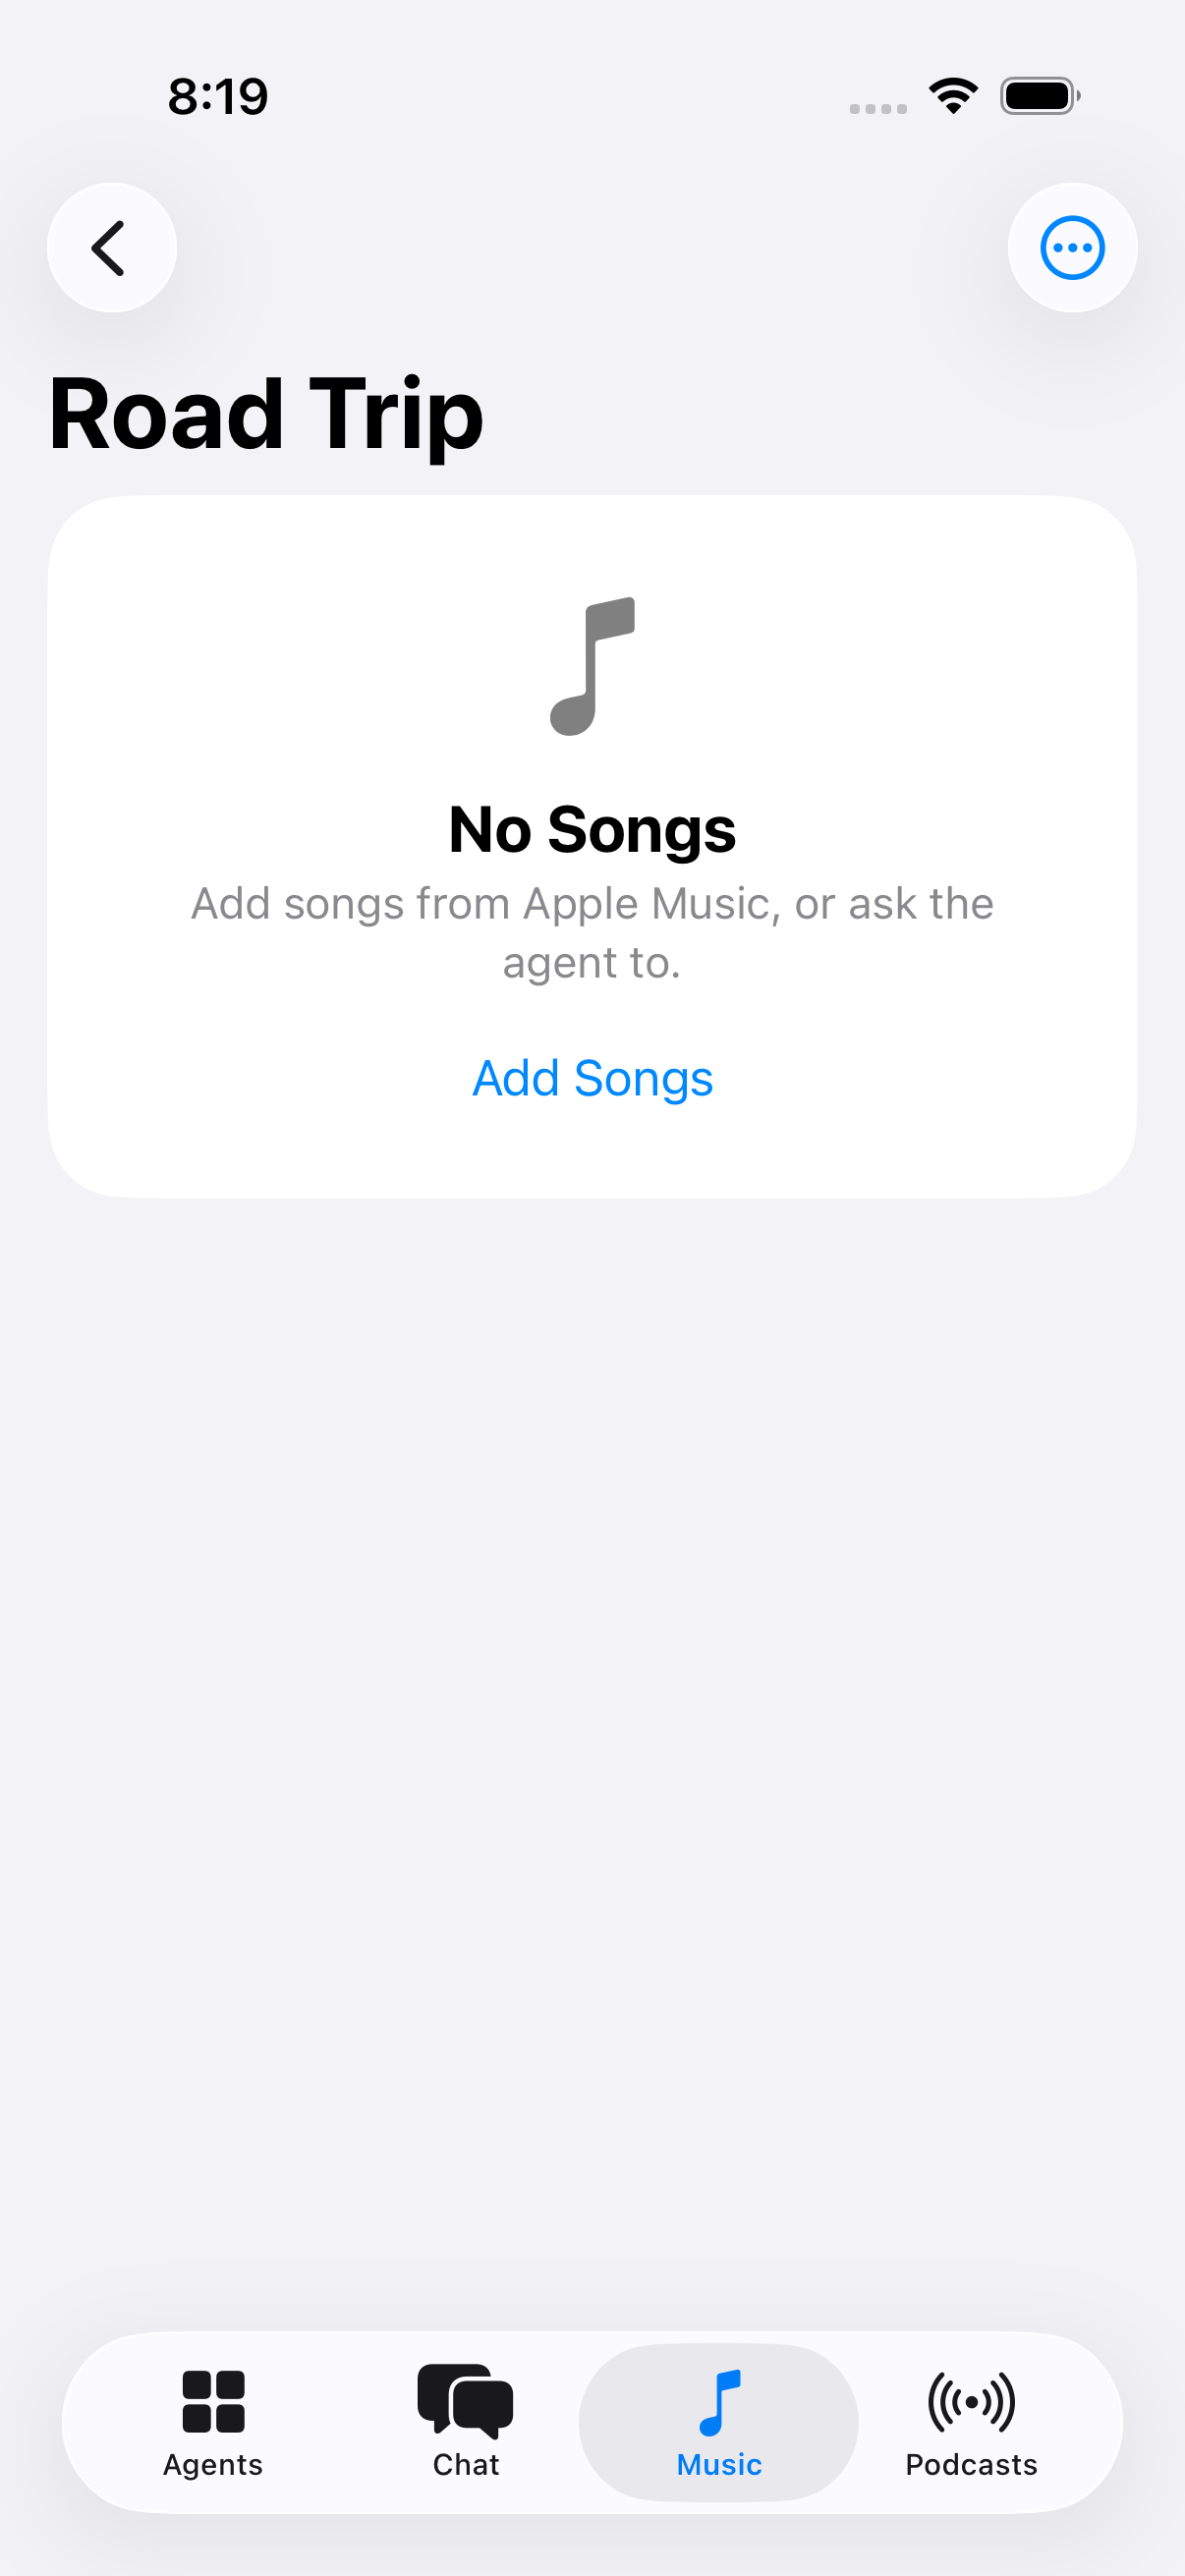 8:19
Road Trip
No Songs
Add songs from Apple Music, or ask the
agent to.
Add Songs
Agents
Chat
Music
Podcasts